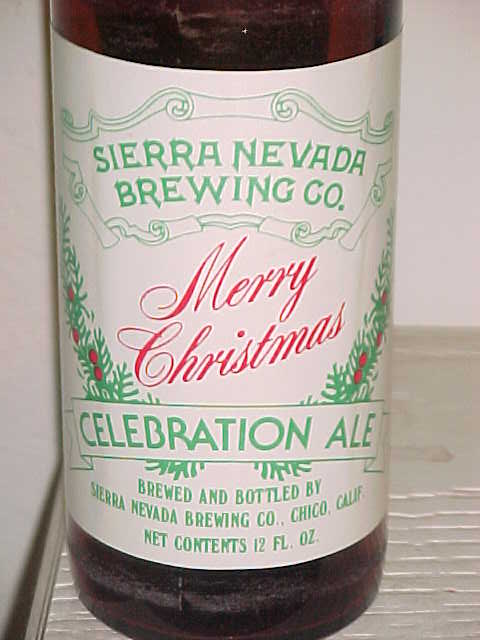 SIERRA NEVADA
BREWING CO.
Merry
Christmas
CELEBRATION ALE
BREWED AND BOTTLED BY
SIERRA NEVADA BREWING CO., CHICO, CALIF.
NET CONTENTS 12 FL. OZ.